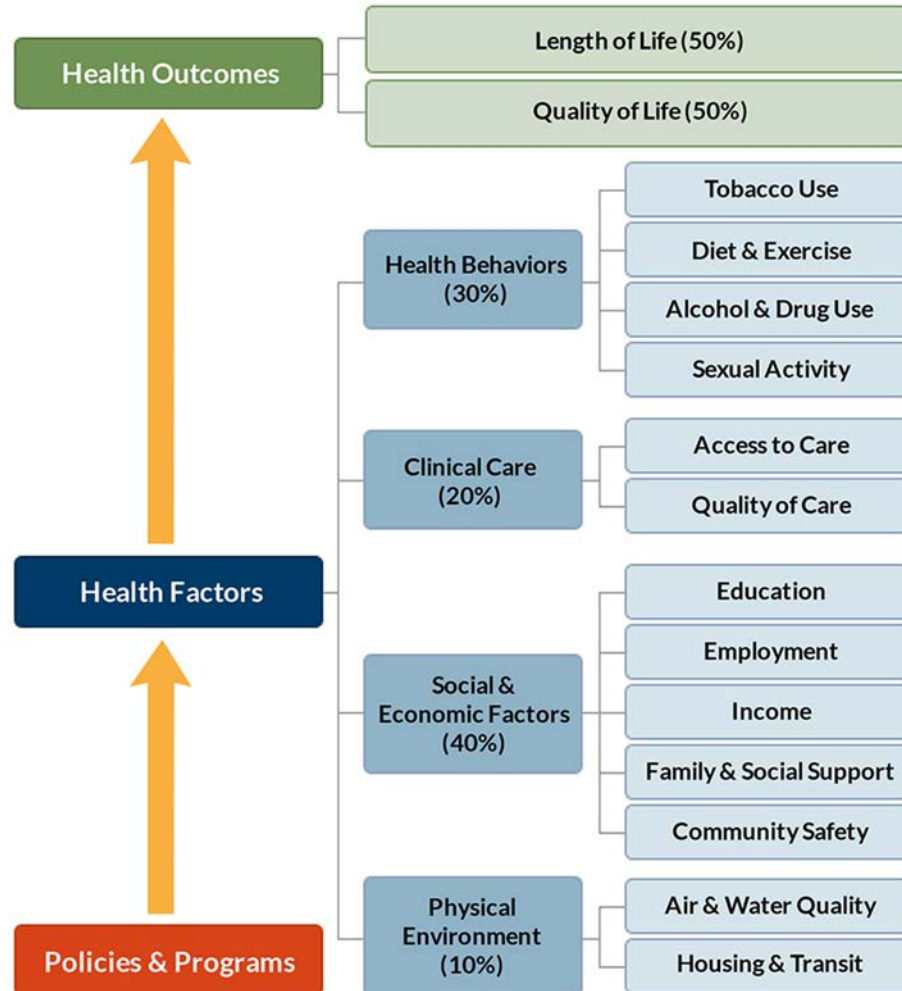 Health Outcomes
Length of Life (50%)
Quality of Life (50%)
Health Factors
Health Behaviors
(30%)
Tobacco Use
Diet & Exercise
Alcohol & Drug Use
Sexual Activity
Clinical Care
(20%)
Access to Care
Quality of Care
Social &
Economic Factors
(40%)
Education
Employment
Income
Family & Social Support
Community Safety
Physical
Environment
(10%)
Air & Water Quality
Housing & Transit
Policies & Programs